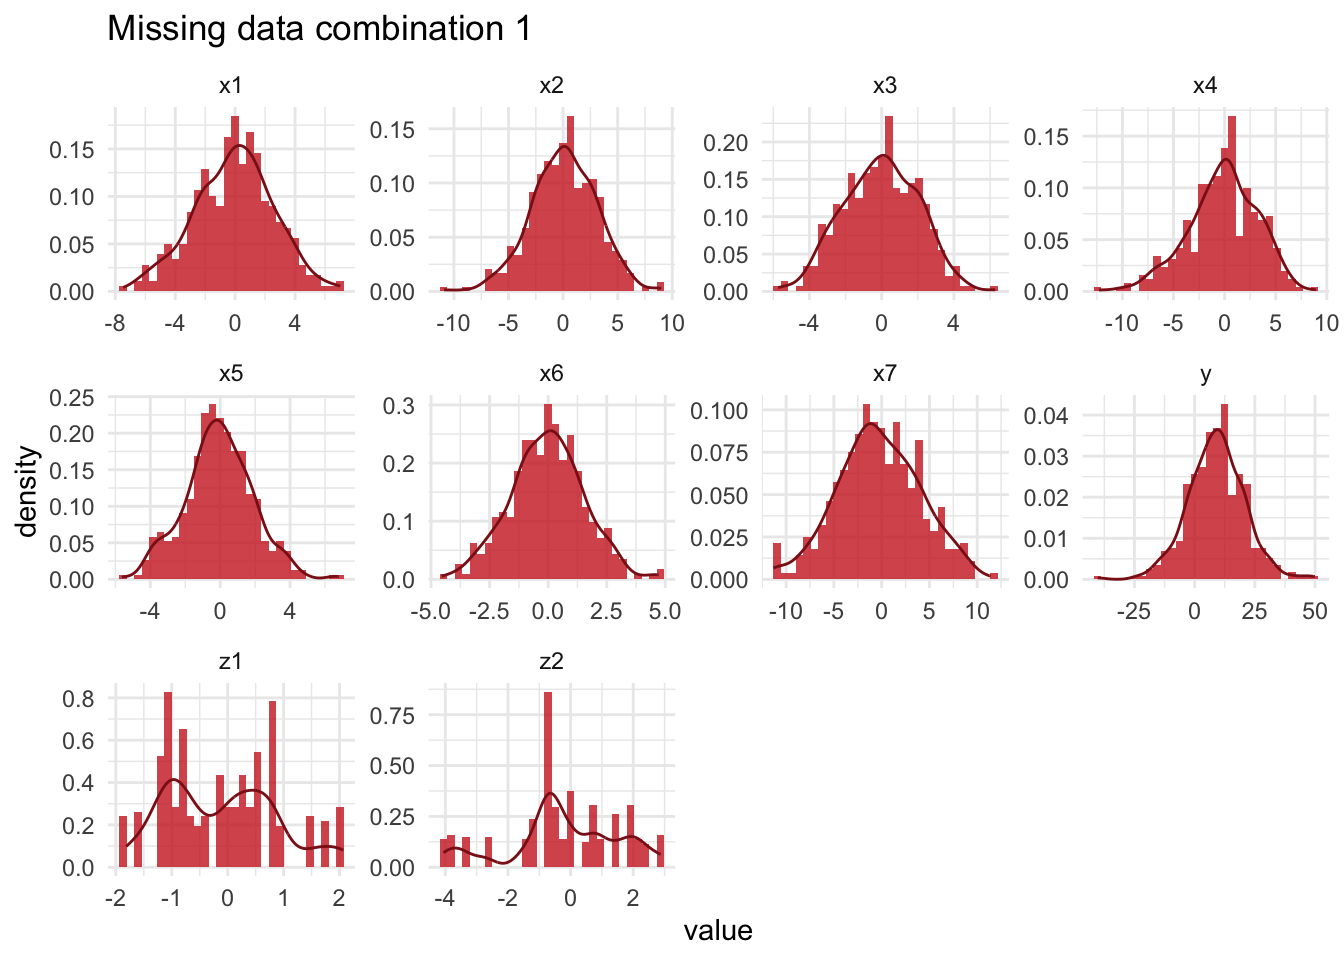 Missing data combination 1
x1 x2 x3 x4
0.15 0.10 0.05 0.00
-8 -4 0 4
0.15 0.10 0.05 0.00
-10 -5 0 5 10
0.20 0.15 0.10 0.05 0.00
-4 0 4
0.15 0.10 0.05 0.00
-10 -5 0 5 10
x5 x6 x7 y
0.25 0.20 0.15 0.10 0.05 0.00
-4 0 4
0.3 0.2 0.1 0.0
-5.0 -2.5 0.0 2.5 5.0
0.100 0.075 0.050 0.025 0.000
-10 -5 0 5 10
0.04 0.03 0.02 0.01 0.00
-25 0 25 50
z1 z2
0.8 0.6 0.4 0.2 0.0
-2 -1 0 1 2
0.75 0.50 0.25 0.00
-4 -2 0 2
density
value